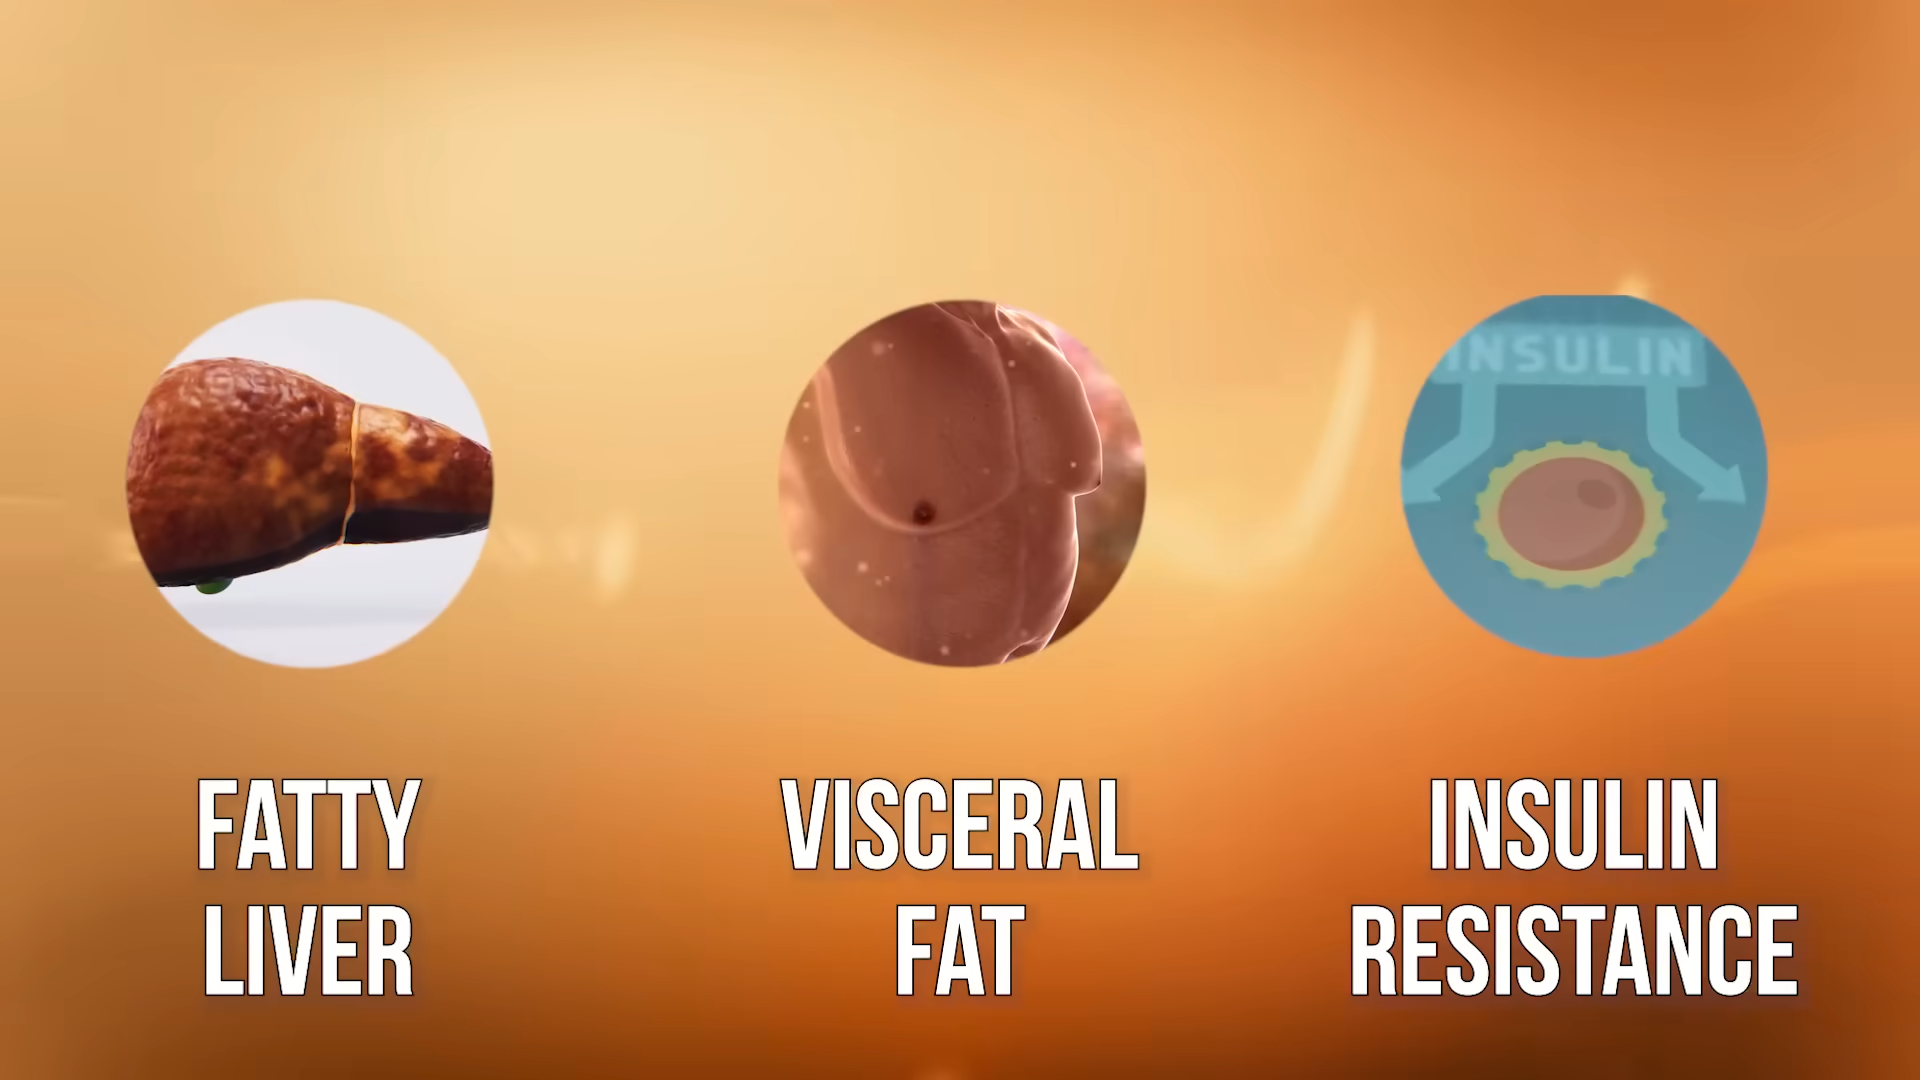 INSULIN
FATTY
LIVER
VISCERAL
FAT
INSULIN
RESISTANCE